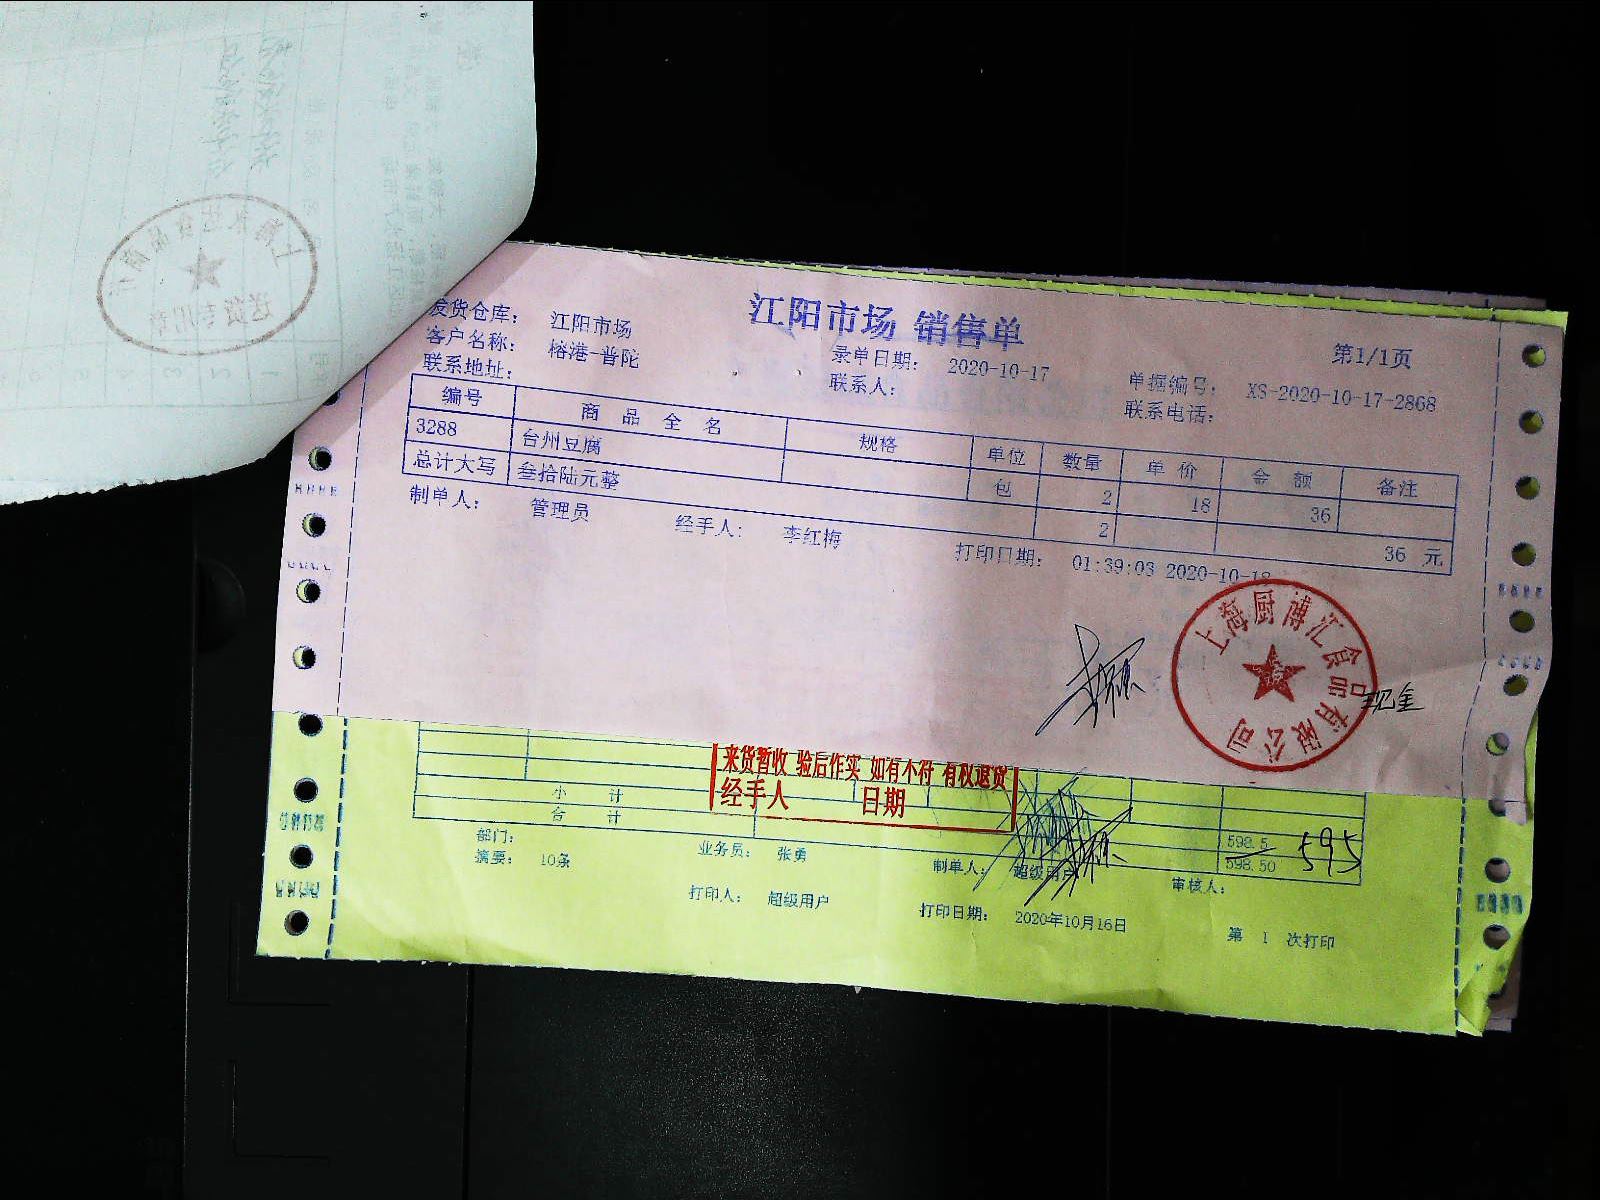 江阳市场 销售单
第1/1页
发货仓库： 江阳市场
录单日期： 2020-10-17
单据编号： XS-2020-10-17-2868
客户名称： 榕港-普陀
联系人：
联系电话：
联系地址：
编号 商品全名 规格 单位 数量 单价 金额 备注
3288 台州豆腐 包 2 18 36
总计大写 叁拾陆元整 2 36 元
制单人： 管理员 经手人： 李红梅 打印日期： 01:39:03 2020-10-18
上海厨博汇食品有限公司
现金
来货暂收 验后作实 如有不符 有权退货
经手人 日期
小 计 598.5 595
合 计 598.50
部门： 业务员： 张勇 制单人： 超级用户 审核人：
摘要： 10条
打印人： 超级用户 打印日期： 2020年10月16日 第 1 次打印